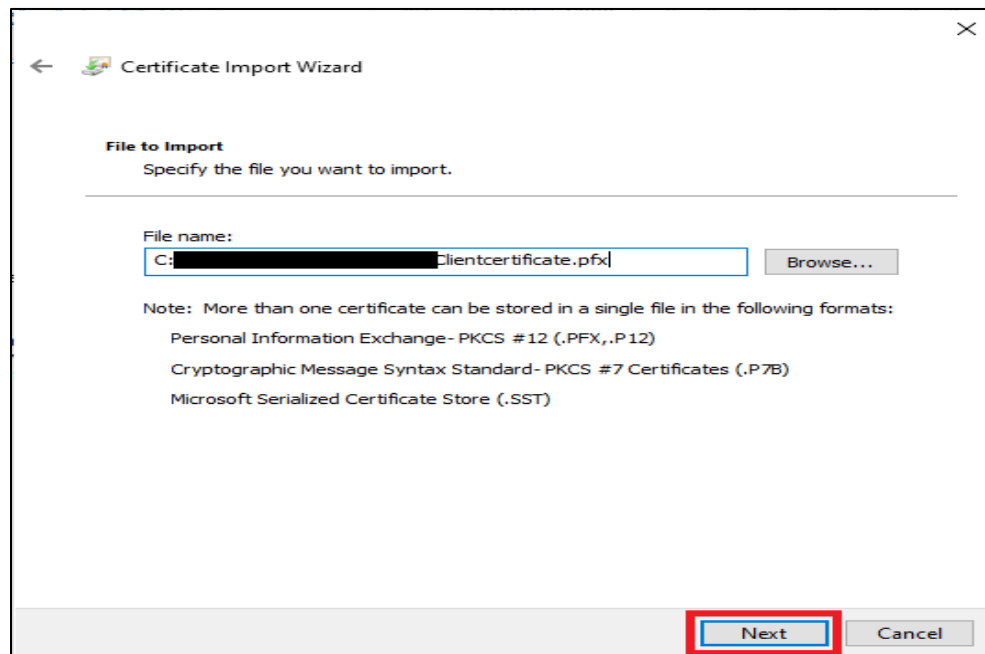 Certificate Import Wizard
File to Import
Specify the file you want to import.
File name:
C: Clientcertificate.pfx
Browse...
Note: More than one certificate can be stored in a single file in the following formats:
Personal Information Exchange- PKCS #12 (.PFX,.P12)
Cryptographic Message Syntax Standard- PKCS #7 Certificates (.P7B)
Microsoft Serialized Certificate Store (.SST)
Next
Cancel